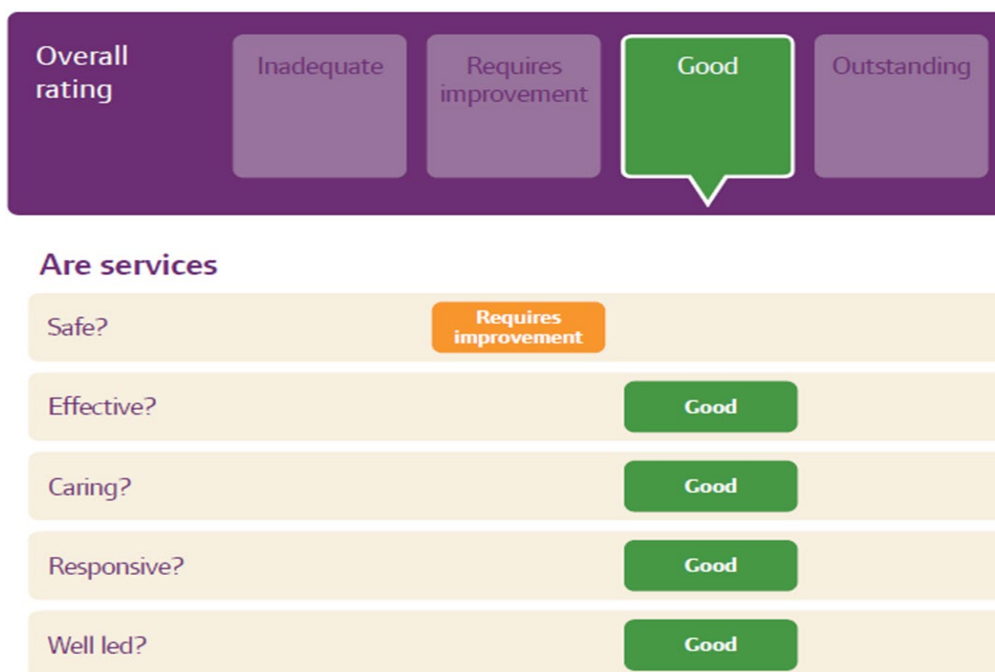 Overall
rating
Inadequate
Requires
improvement
Good
Outstanding
Are services
Safe?
Requires
improvement
Effective?
Good
Caring?
Good
Responsive?
Good
Well led?
Good